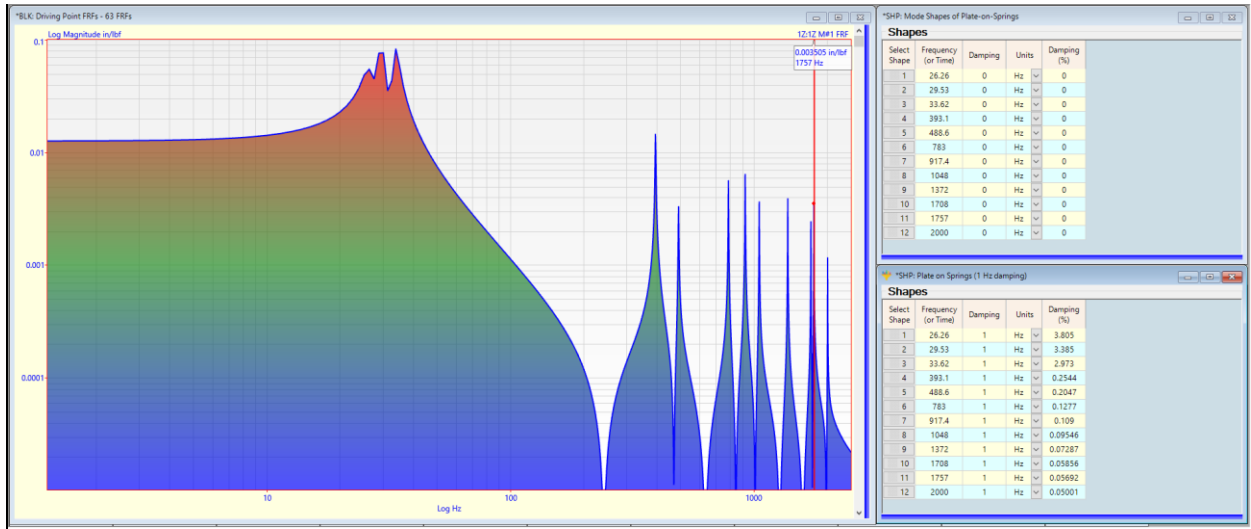 *BLK: Driving Point FRFs - 63 FRFs
Log Magnitude in/lbf
1Z:1Z M#1 FRF
0.003505 in/lbf
1757 Hz
0.1
0.01
0.001
0.0001
10 100 1000
Log Hz
*SHP: Mode Shapes of Plate-on-Springs
Shapes
Select Shape Frequency (or Time) Damping Units Damping (%)
1 26.26 0 Hz 0
2 29.53 0 Hz 0
3 33.62 0 Hz 0
4 393.1 0 Hz 0
5 488.6 0 Hz 0
6 783 0 Hz 0
7 917.4 0 Hz 0
8 1048 0 Hz 0
9 1372 0 Hz 0
10 1708 0 Hz 0
11 1757 0 Hz 0
12 2000 0 Hz 0
*SHP: Plate on Springs (1 Hz damping)
Shapes
Select Shape Frequency (or Time) Damping Units Damping (%)
1 26.26 1 Hz 3.805
2 29.53 1 Hz 3.385
3 33.62 1 Hz 2.973
4 393.1 1 Hz 0.2544
5 488.6 1 Hz 0.2047
6 783 1 Hz 0.1277
7 917.4 1 Hz 0.109
8 1048 1 Hz 0.09546
9 1372 1 Hz 0.07287
10 1708 1 Hz 0.05856
11 1757 1 Hz 0.05692
12 2000 1 Hz 0.05001